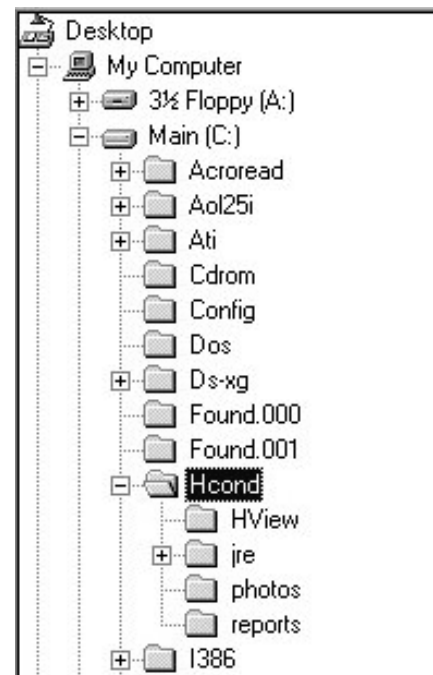 Desktop
My Computer
3½ Floppy (A:)
Main (C:)
Acroread
Aol25i
Ati
Cdrom
Config
Dos
Ds-xg
Found.000
Found.001
Hcond
HView
jre
photos
reports
I386